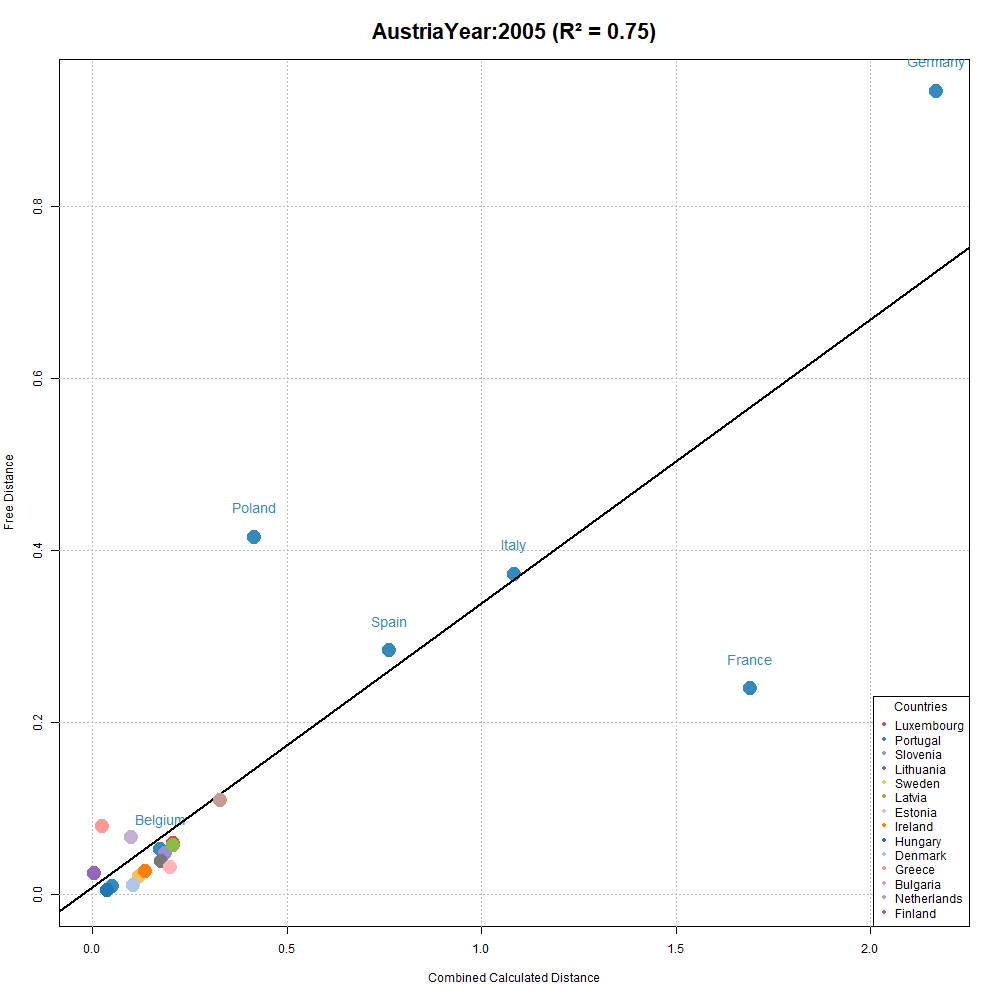 AustriaYear:2005 (R² = 0.75)
Germany
Poland
Italy
Spain
France
Belgium
Free Distance
0.0
0.2
0.4
0.6
0.8
0.0
0.5
1.0
1.5
2.0
Combined Calculated Distance
Countries
Luxembourg
Portugal
Slovenia
Lithuania
Sweden
Latvia
Estonia
Ireland
Hungary
Denmark
Greece
Bulgaria
Netherlands
Finland